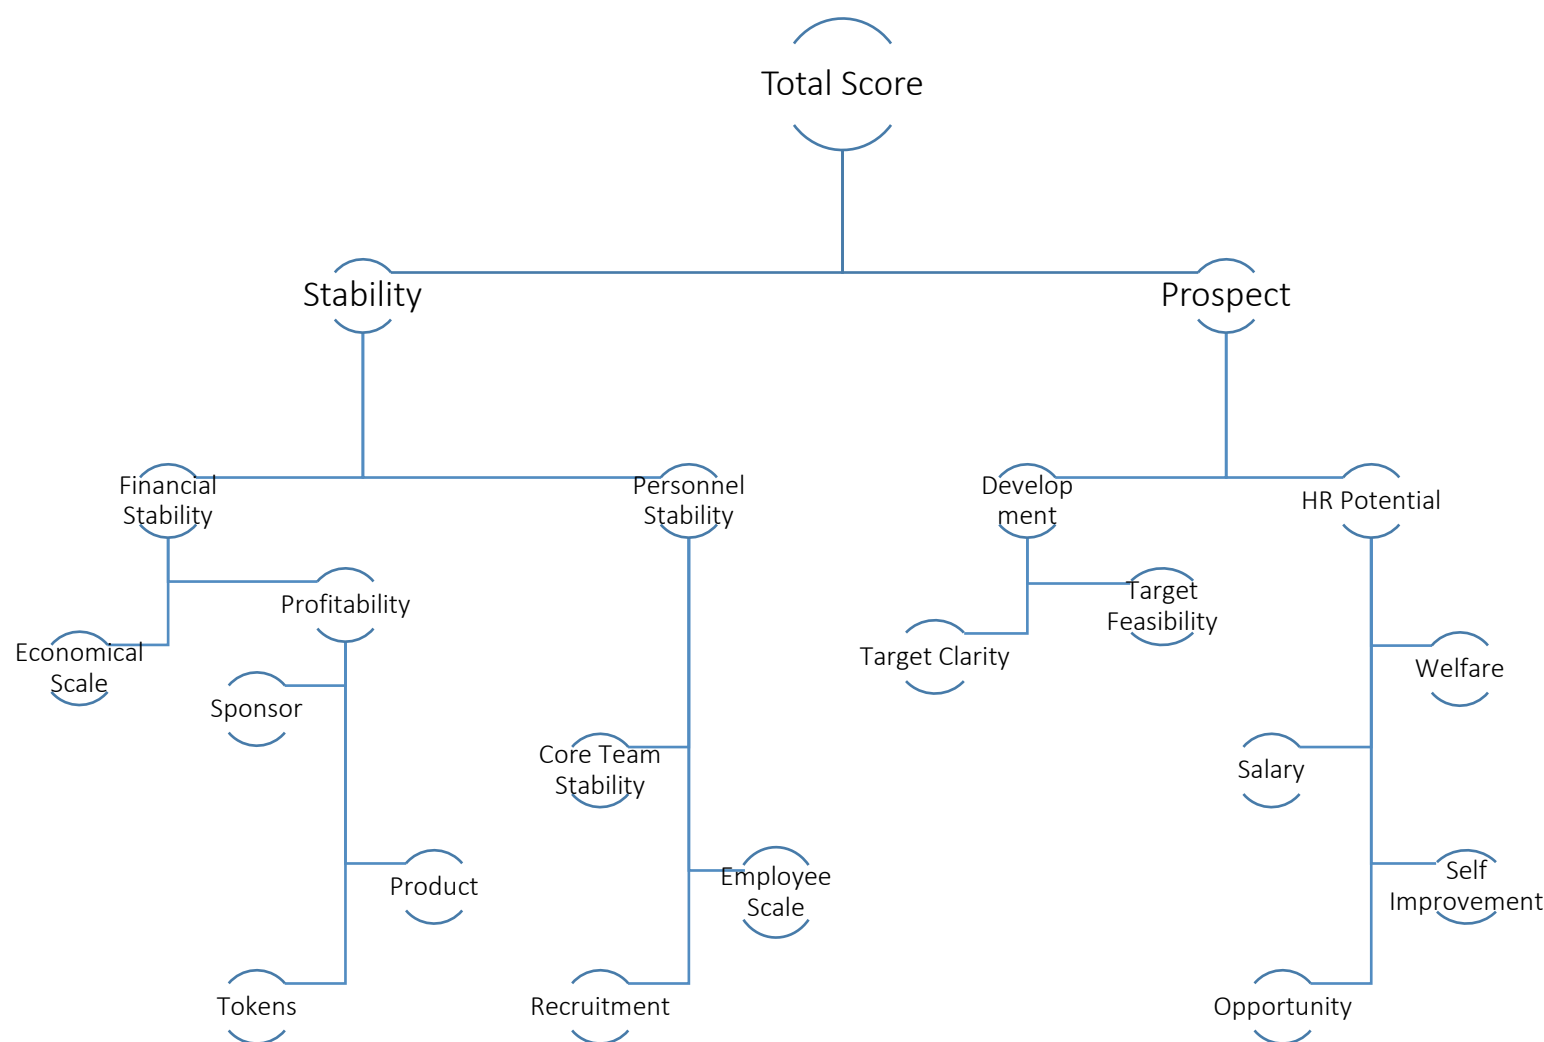 Total Score
Stability
Prospect
Financial
Stability
Personnel
Stability
Develop
ment
HR Potential
Profitability
Target
Feasibility
Economical
Scale
Target Clarity
Welfare
Sponsor
Core Team
Stability
Salary
Product
Employee
Scale
Self
Improvement
Tokens
Recruitment
Opportunity